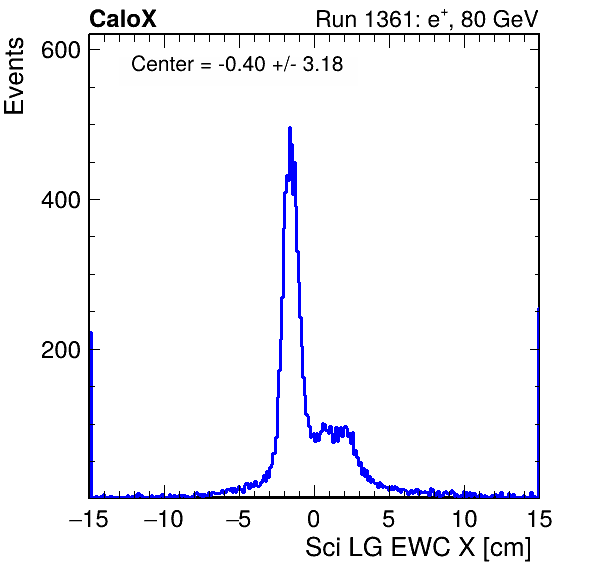 CaloX Run 1361: e⁺, 80 GeV
Events
600
Center = -0.40 +/- 3.18
400
200
−15 −10 −5 0 5 10 15
Sci LG EWC X [cm]